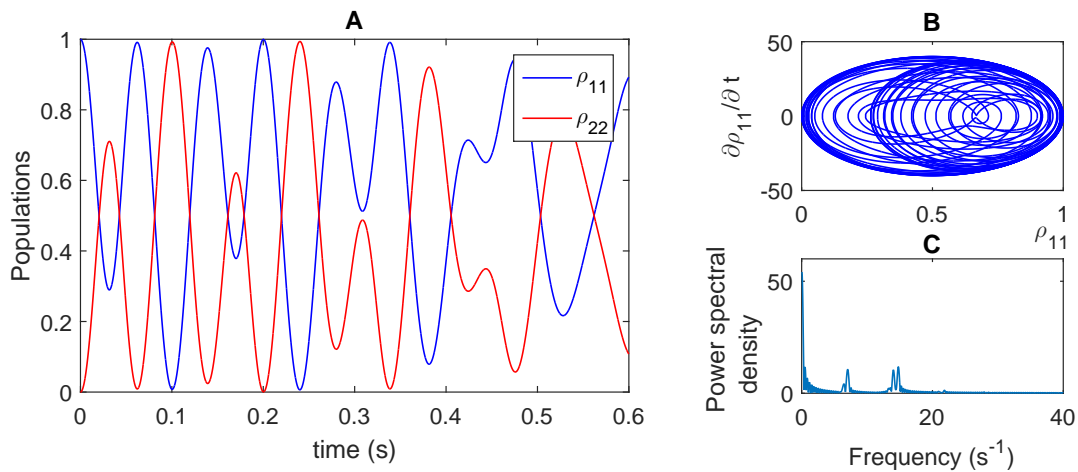 A
1
0.8
0.6
0.4
0.2
0
Populations
0
0.1
0.2
0.3
0.4
0.5
0.6
time (s)
ρ11
ρ22
B
50
0
-50
∂ρ11/∂ t
0
0.5
1
ρ11
C
50
0
Power spectral
density
0
20
40
Frequency (s-1)